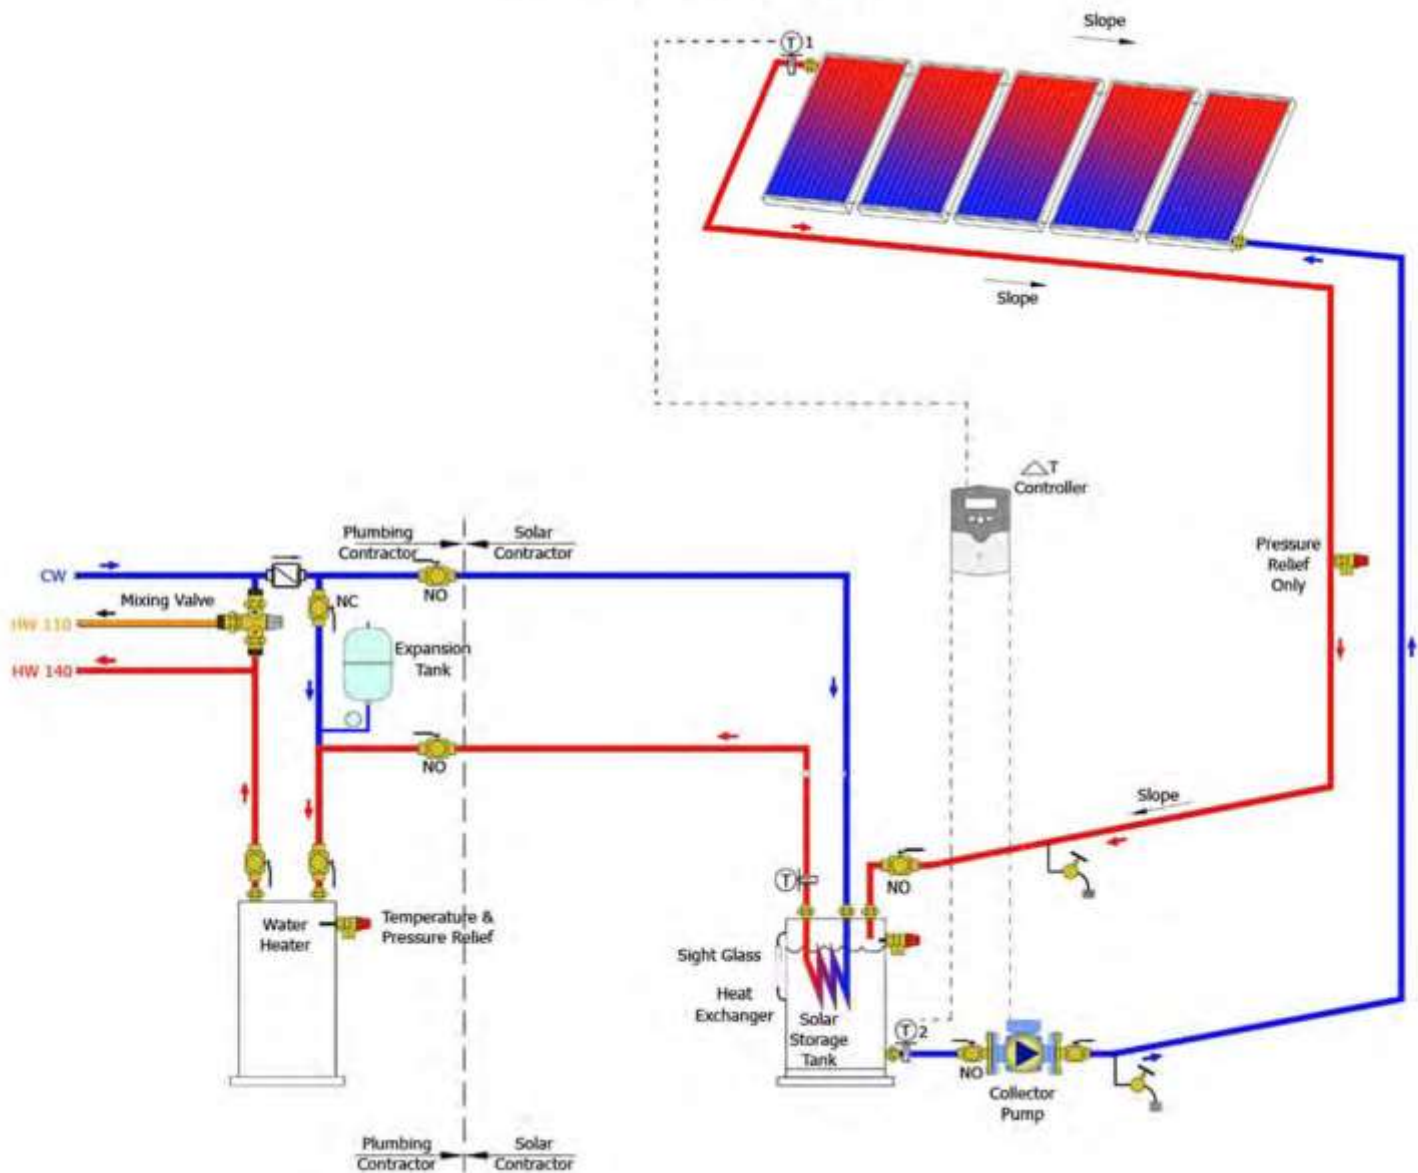 Slope
T 1
Slope
△T
Controller
Plumbing
Contractor
Solar
Contractor
Pressure
Relief
Only
CW
NO
Mixing Valve
NC
HW 110
Expansion
Tank
HW 140
NO
Slope
T
NO
Water
Heater
Temperature &
Pressure Relief
Sight Glass
Heat
Exchanger
Solar
Storage
Tank
T 2
NO
Collector
Pump
Plumbing
Contractor
Solar
Contractor